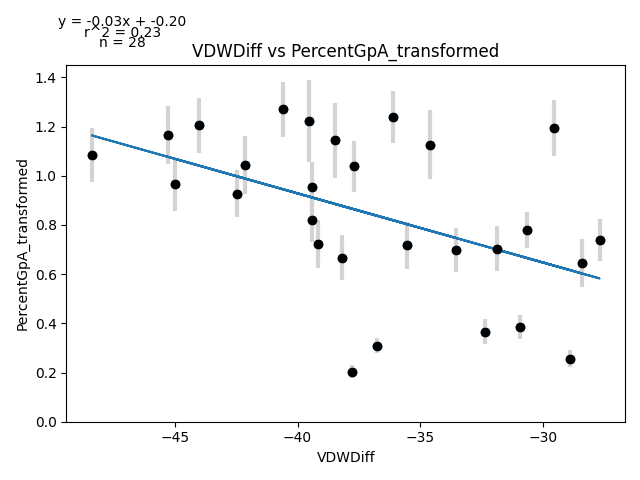 y = -0.03x + -0.20
r^2 = 0.23
n = 28
VDWDiff vs PercentGpA_transformed
1.4
1.2
1.0
0.8
0.6
0.4
0.2
0.0
PercentGpA_transformed
−45
−40
−35
−30
VDWDiff